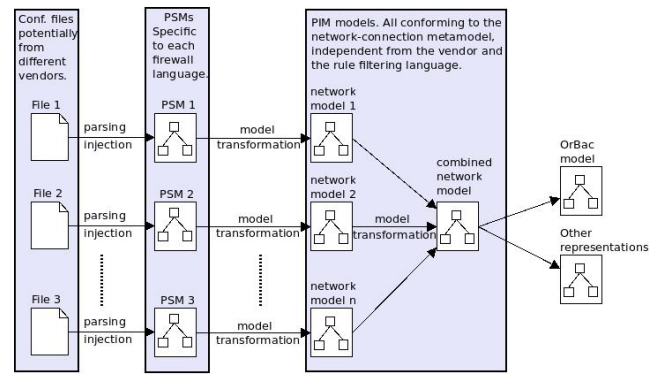 Conf. files
potentially
from
different
vendors.
PSMs
Specific
to each
firewall
language.
PIM models. All conforming to the
network-connection metamodel,
independent from the vendor and
the rule filtering language.
File 1
parsing
injection
PSM 1
model
transformation
network
model 1
File 2
parsing
injection
PSM 2
model
transformation
network
model 2
model
transformation
combined
network
model
OrBac
model
Other
representations
File 3
parsing
injection
PSM 3
model
transformation
network
model n